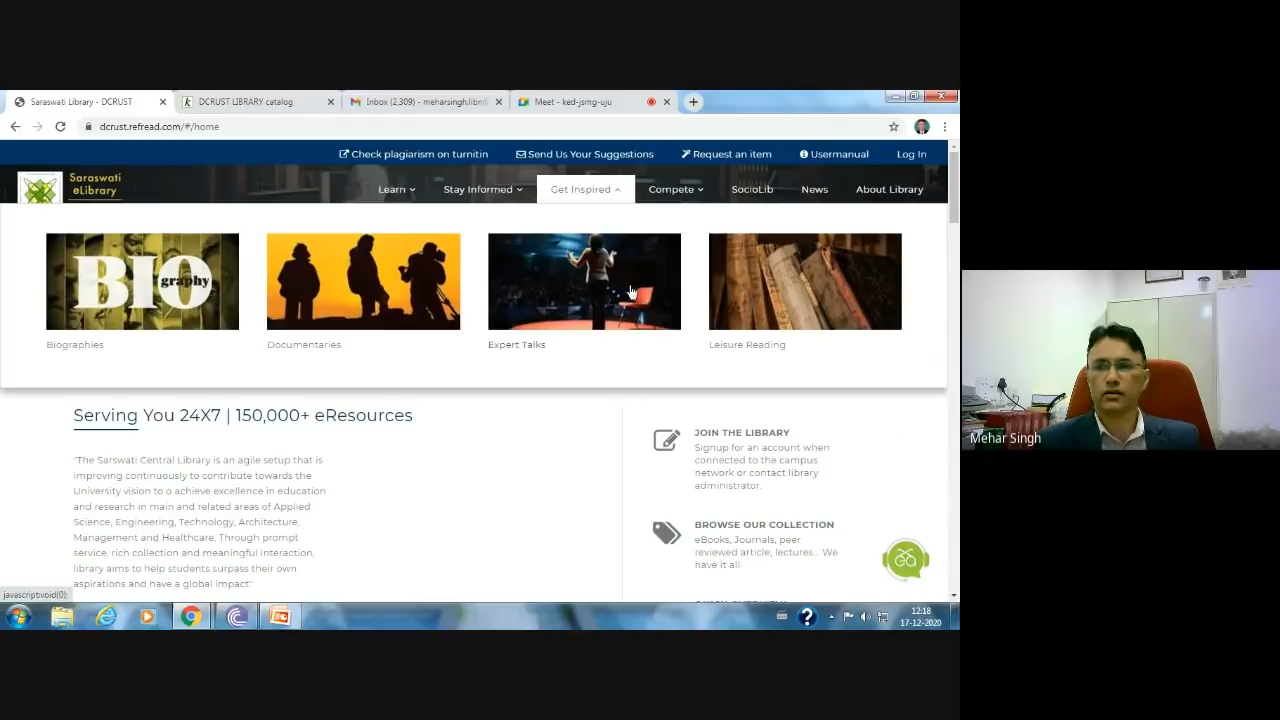 Saraswati Library - DCRUST
DCRUST LIBRARY catalog
Inbox (2,309) - meharsingh.libn@
Meet - ked-jsmg-uju
dcrust.refread.com/#/home
Check plagiarism on turnitin
Send Us Your Suggestions
Request an item
Usermanual
Log In
Saraswati
eLibrary
Learn
Stay Informed
Get Inspired
Compete
SocioLib
News
About Library
BIO
graphy
Biographies
Documentaries
Expert Talks
Leisure Reading
Serving You 24X7 | 150,000+ eResources
"The Sarswati Central Library is an agile setup that is
improving continuously to contribute towards the
University vision to a achieve excellence in education
and research in main and related areas of Applied
Science, Engineering, Technology, Architecture,
Management and Healthcare. Through prompt
service, rich collection and meaningful interaction,
library aims to help students surpass their own
aspirations and have a global impact"
JOIN THE LIBRARY
Signup for an account when
connected to the campus
network or contact library
administrator.
BROWSE OUR COLLECTION
eBooks, Journals, peer
reviewed article, lectures... We
have it all.
javascript:void(0);
12:18
17-12-2020
Mehar Singh